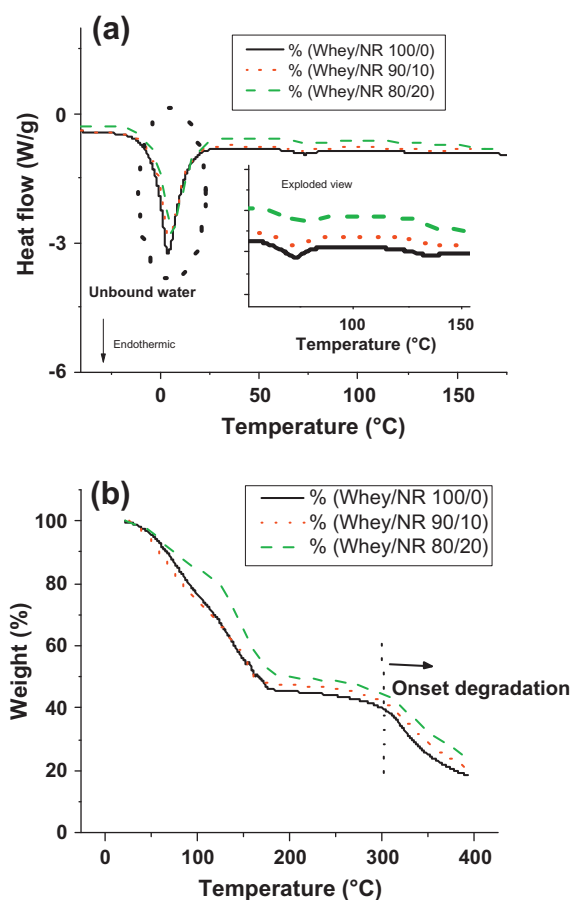 (a)
% (Whey/NR 100/0)
% (Whey/NR 90/10)
% (Whey/NR 80/20)
0
-3
-6
Heat flow (W/g)
Unbound water
Endothermic
Exploded view
100
150
Temperature (°C)
0
50
100
150
Temperature (°C)
(b)
% (Whey/NR 100/0)
% (Whey/NR 90/10)
% (Whey/NR 80/20)
100
80
60
40
20
0
Weight (%)
Onset degradation
0
100
200
300
400
Temperature (°C)